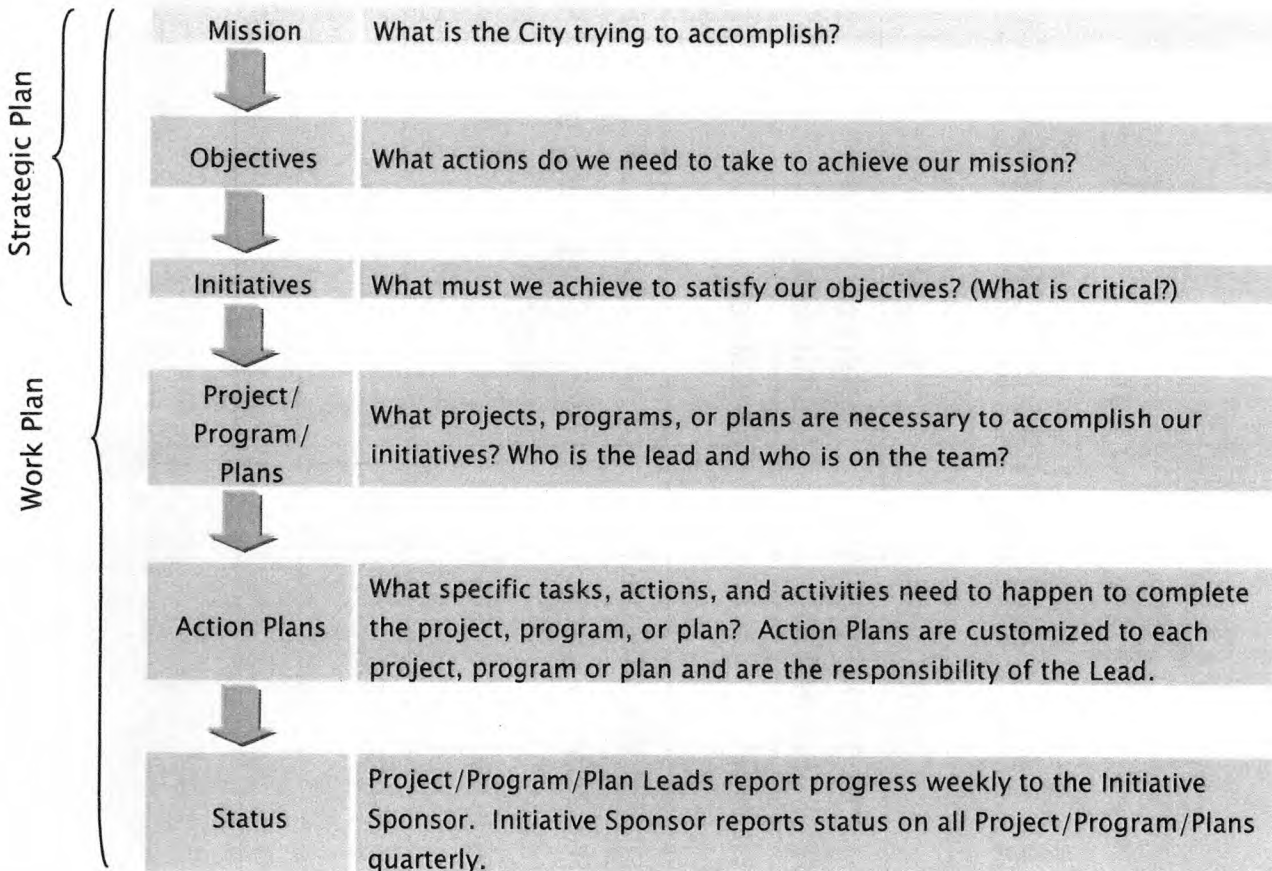 Strategic Plan
Work Plan
Mission
What is the City trying to accomplish?
Objectives
What actions do we need to take to achieve our mission?
Initiatives
What must we achieve to satisfy our objectives? (What is critical?)
Project/
Program/
Plans
What projects, programs, or plans are necessary to accomplish our
initiatives? Who is the lead and who is on the team?
Action Plans
What specific tasks, actions, and activities need to happen to complete
the project, program, or plan?  Action Plans are customized to each
project, program or plan and are the responsibility of the Lead.
Status
Project/Program/Plan Leads report progress weekly to the Initiative
Sponsor.  Initiative Sponsor reports status on all Project/Program/Plans
quarterly.